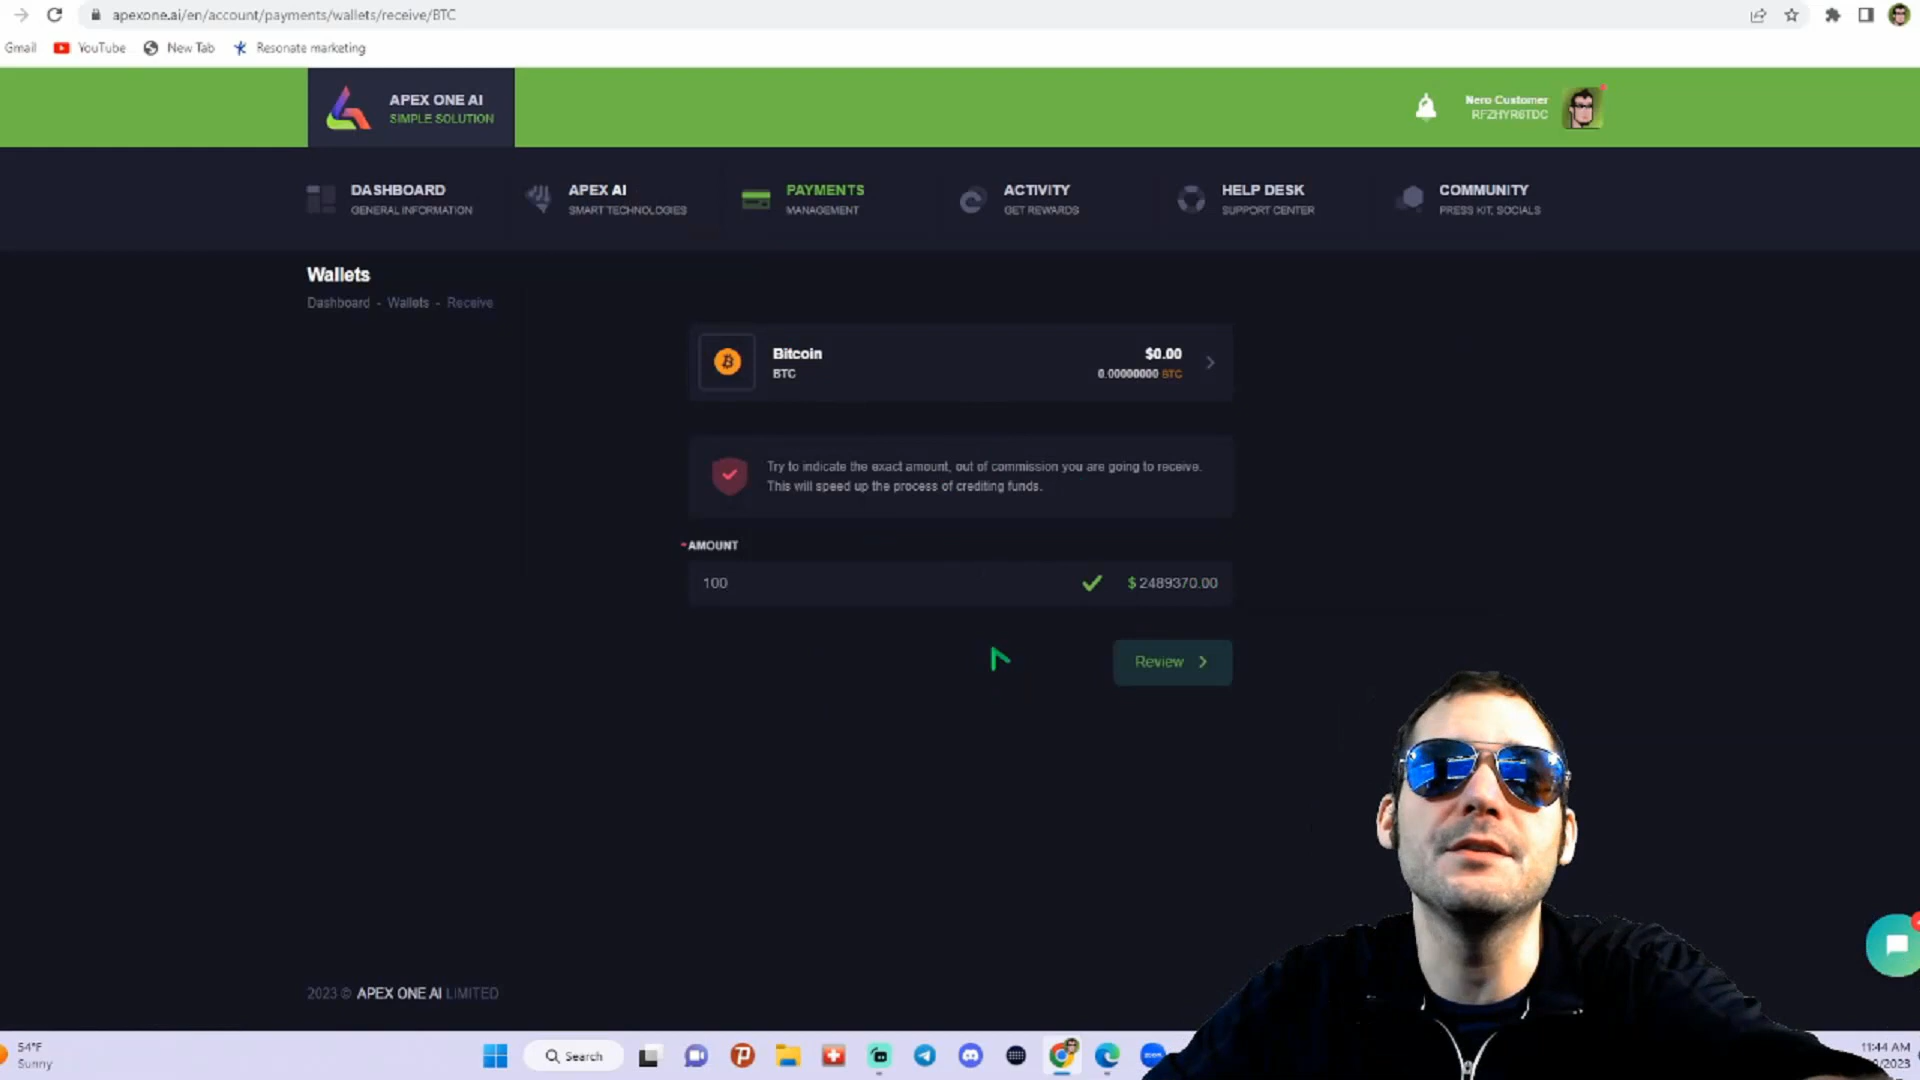 apexone.ai/en/account/payments/wallets/receive/BTC
Gmail YouTube New Tab Resonate marketing
APEX ONE AI
SIMPLE SOLUTION
Nero Customer
RFZHYR6TDC
DASHBOARD
GENERAL INFORMATION
APEX AI
SMART TECHNOLOGIES
PAYMENTS
MANAGEMENT
ACTIVITY
GET REWARDS
HELP DESK
SUPPORT CENTER
COMMUNITY
PRESS KIT, SOCIALS
Wallets
Dashboard - Wallets - Receive
Bitcoin
BTC
$0.00
0.00000000 BTC
Try to indicate the exact amount, out of commission you are going to receive.
This will speed up the process of crediting funds.
AMOUNT
100 $2489370.00
Review
2023 © APEX ONE AI LIMITED
54°F
Sunny
Search
zoom
11:44 AM
/2023